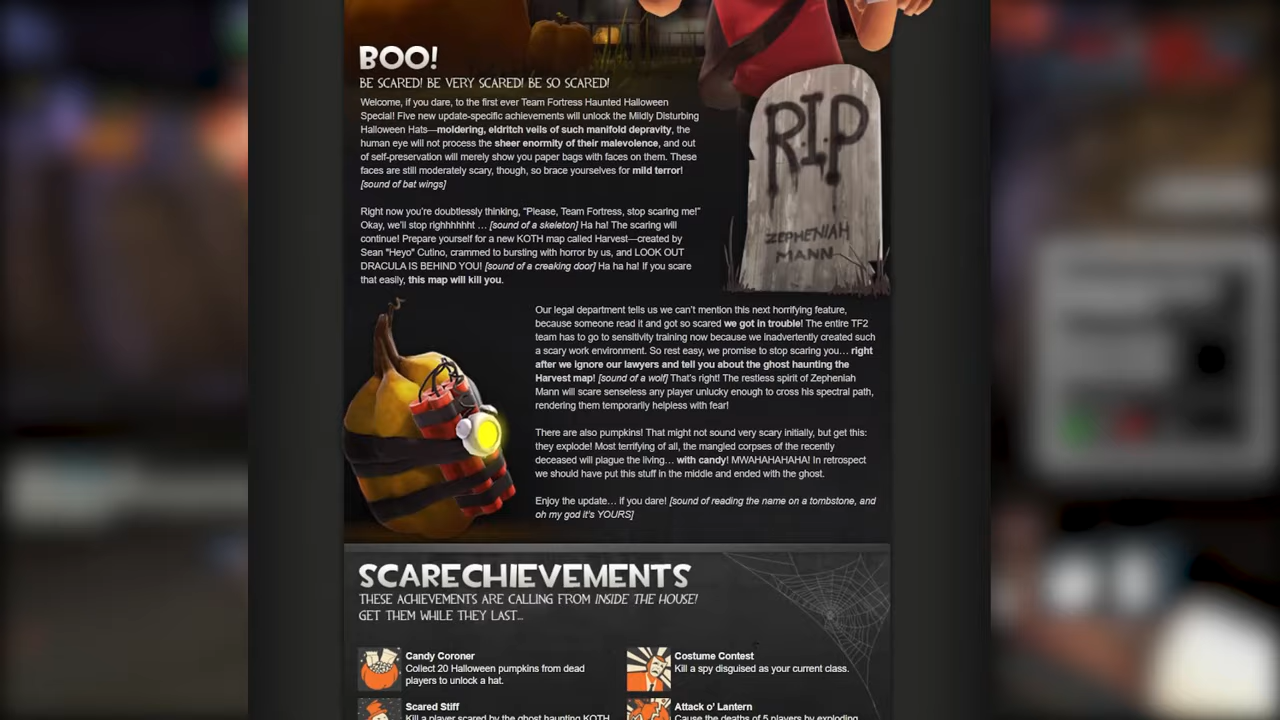 BOO!
BE SCARED! BE VERY SCARED! BE SO SCARED!
Welcome, if you dare, to the first ever Team Fortress Haunted Halloween
Special! Five new update-specific achievements will unlock the Mildly Disturbing
Halloween Hats—moldering, eldritch veils of such manifold depravity, the
human eye will not process the sheer enormity of their malevolence, and out
of self-preservation will merely show you paper bags with faces on them. These
faces are still moderately scary, though, so brace yourselves for mild terror!
[sound of bat wings]
Right now you're doubtlessly thinking, "Please, Team Fortress, stop scaring me!"
Okay, we'll stop righhhhhht ... [sound of a skeleton] Ha ha! The scaring will
continue! Prepare yourself for a new KOTH map called Harvest—created by
Sean "Heyo" Cutino, crammed to bursting with horror by us, and LOOK OUT
DRACULA IS BEHIND YOU! [sound of a creaking door] Ha ha ha! If you scare
that easily, this map will kill you.
RIP
ZEPHENIAH
MANN
Our legal department tells us we can't mention this next horrifying feature,
because someone read it and got so scared we got in trouble! The entire TF2
team has to go to sensitivity training now because we inadvertently created such
a scary work environment. So rest easy, we promise to stop scaring you... right
after we ignore our lawyers and tell you about the ghost haunting the
Harvest map! [sound of a wolf] That's right! The restless spirit of Zepheniah
Mann will scare senseless any player unlucky enough to cross his spectral path,
rendering them temporarily helpless with fear!
There are also pumpkins! That might not sound very scary initially, but get this:
they explode! Most terrifying of all, the mangled corpses of the recently
deceased will plague the living... with candy! MWAHAHAHAHA! In retrospect
we should have put this stuff in the middle and ended with the ghost.
Enjoy the update... if you dare! [sound of reading the name on a tombstone, and
oh my god it's YOURS]
SCARECHIEVEMENTS
THESE ACHIEVEMENTS ARE CALLING FROM INSIDE THE HOUSE!
GET THEM WHILE THEY LAST...
Candy Coroner
Collect 20 Halloween pumpkins from dead
players to unlock a hat.
Costume Contest
Kill a spy disguised as your current class.
Scared Stiff
Kill a player scared by the ghost haunting KOTH
Attack o' Lantern
Cause the deaths of 5 players by exploding